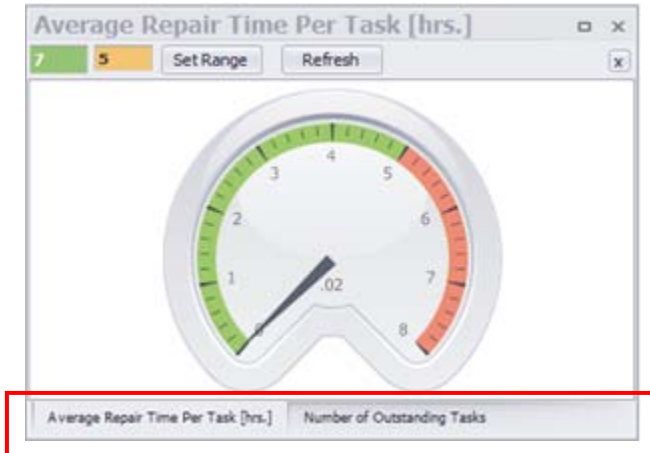 Average Repair Time Per Task [hrs.]
7 5 Set Range Refresh x
4
3 5
2 6
1 7
.02
0 8
Average Repair Time Per Task [hrs.] Number of Outstanding Tasks